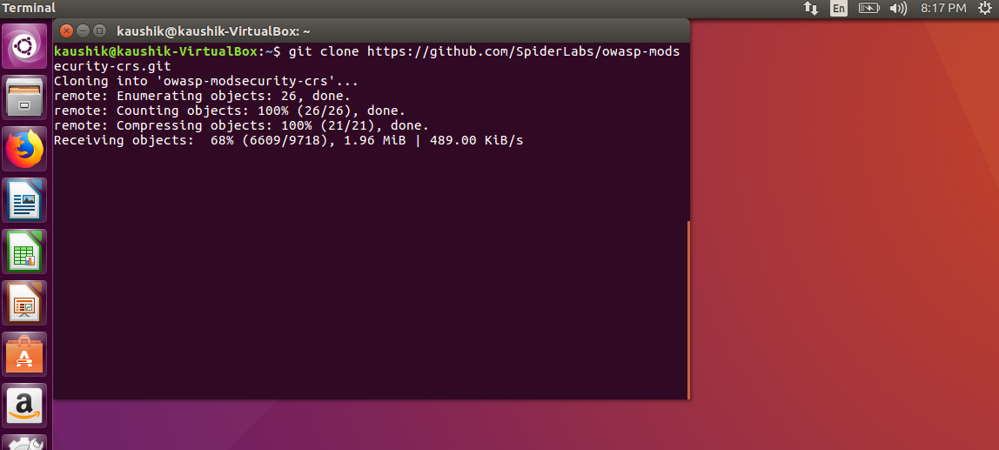 Terminal
En
8:17 PM
kaushik@kaushik-VirtualBox: ~
kaushik@kaushik-VirtualBox:~$ git clone https://github.com/SpiderLabs/owasp-mods
ecurity-crs.git
Cloning into 'owasp-modsecurity-crs'...
remote: Enumerating objects: 26, done.
remote: Counting objects: 100% (26/26), done.
remote: Compressing objects: 100% (21/21), done.
Receiving objects:  68% (6609/9718), 1.96 MiB | 489.00 KiB/s